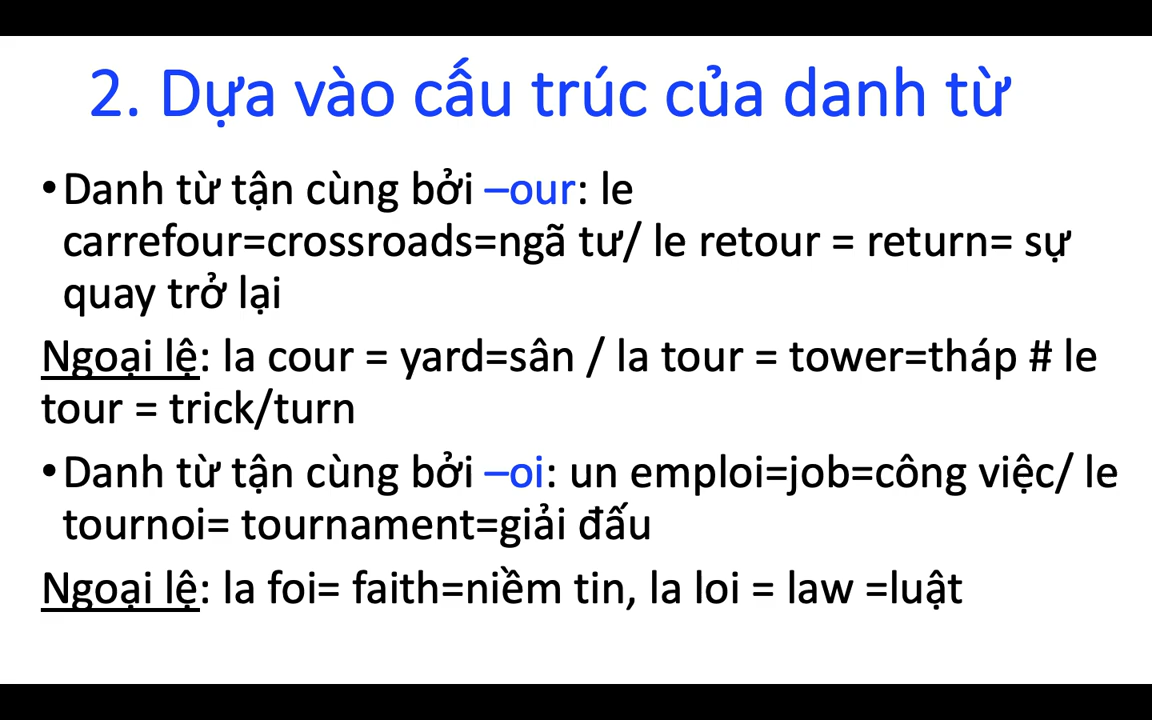 2. Dựa vào cấu trúc của danh từ
•Danh từ tận cùng bởi –our: le
carrefour=crossroads=ngã tư/ le retour = return= sự
quay trở lại
Ngoại lệ: la cour = yard=sân / la tour = tower=tháp # le
tour = trick/turn
•Danh từ tận cùng bởi –oi: un emploi=job=công việc/ le
tournoi= tournament=giải đấu
Ngoại lệ: la foi= faith=niềm tin, la loi = law =luật